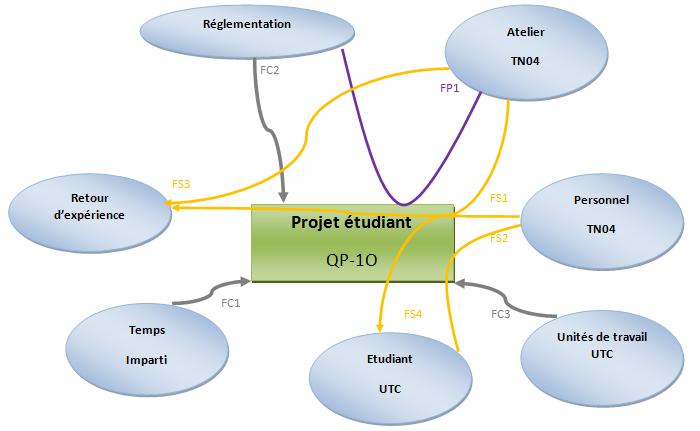 Réglementation
Atelier
TN04
FC2
FP1
FS3
Retour
d'expérience
FS1
Personnel
TN04
FS2
Projet étudiant
QP-1O
FC1
FS4
FC3
Temps
Imparti
Etudiant
UTC
Unités de travail
UTC